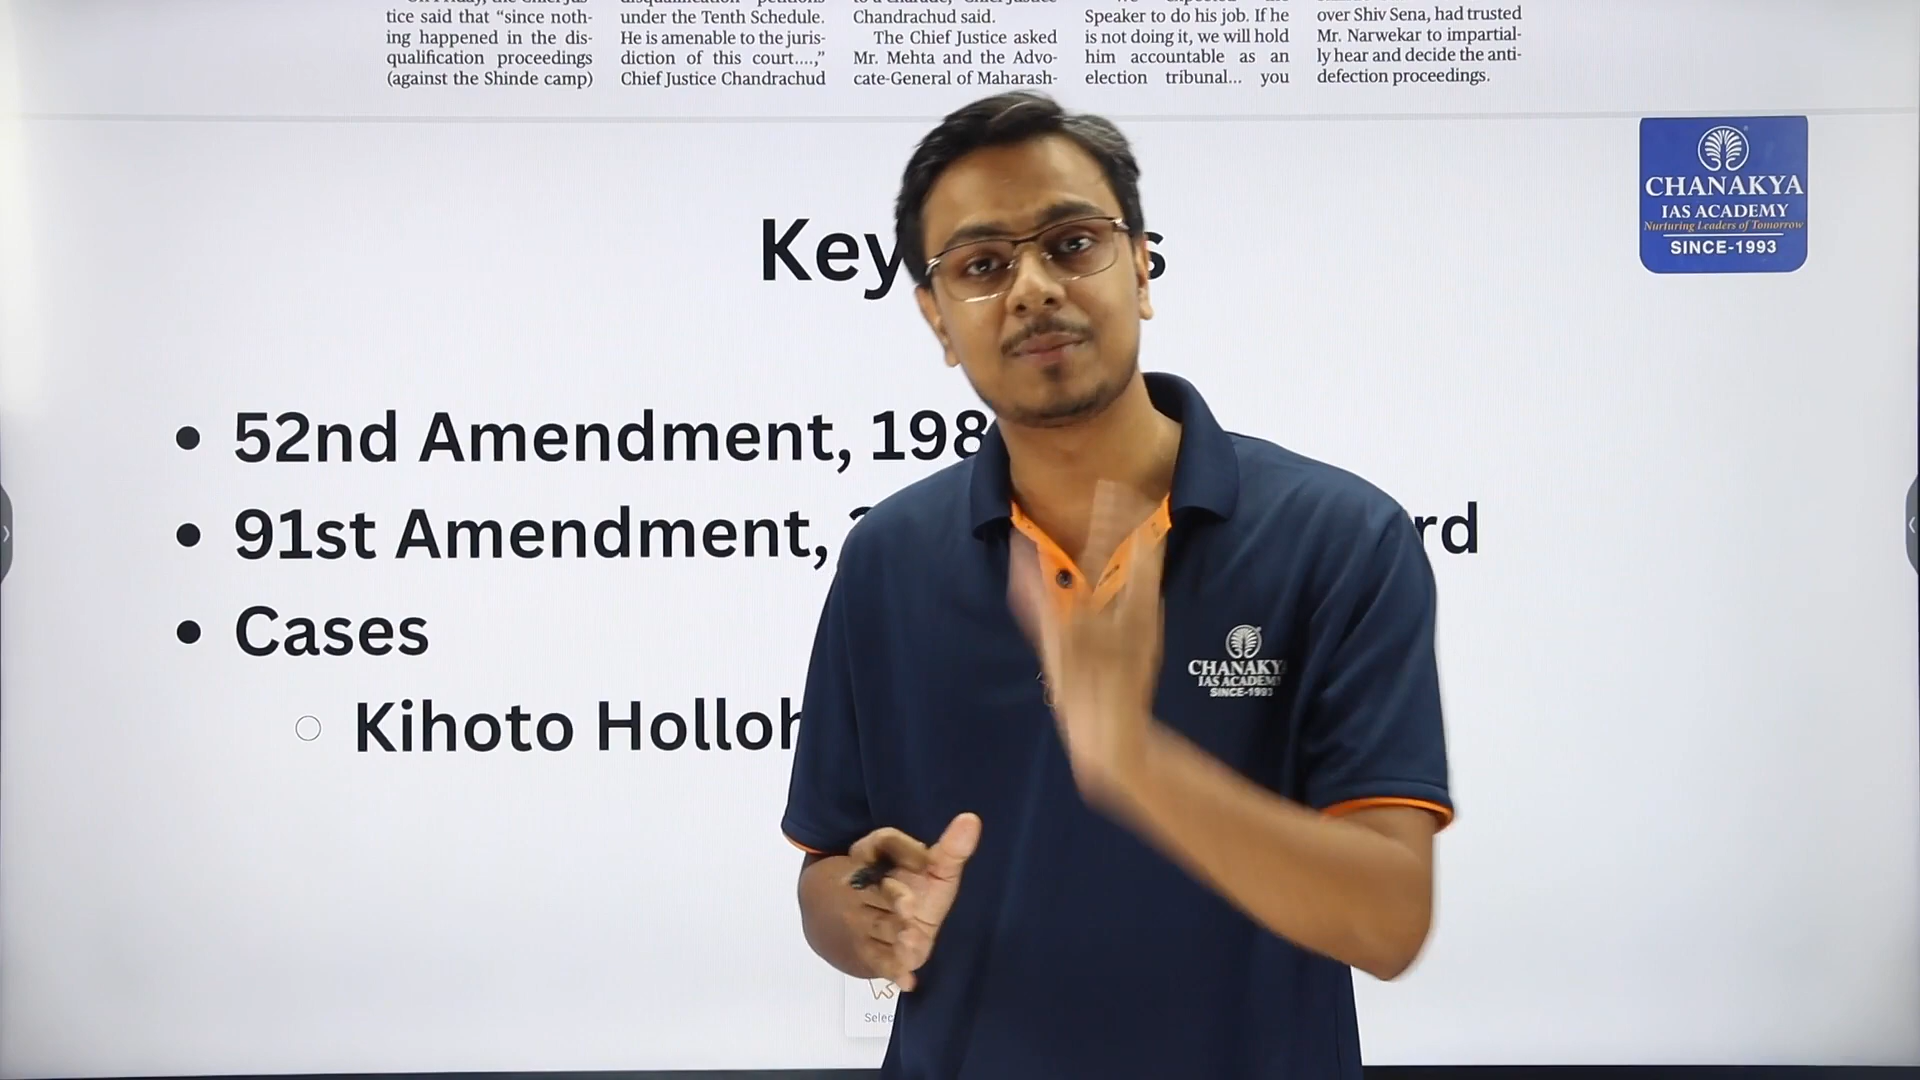 tice said that “since noth-
ing happened in the dis-
qualification proceedings
(against the Shinde camp)
under the Tenth Schedule.
He is amenable to the juris-
diction of this court....,”
Chief Justice Chandrachud
Chandrachud said.
The Chief Justice asked
Mr. Mehta and the Advo-
cate-General of Maharash-
Speaker to do his job. If he
is not doing it, we will hold
him accountable as an
election tribunal... you
over Shiv Sena, had trusted
Mr. Narwekar to impartial-
ly hear and decide the anti-
defection proceedings.
CHANAKYA
IAS ACADEMY
Nurturing Leaders of Tomorrow
SINCE-1993
Key
• 52nd Amendment, 198
• 91st Amendment,
• Cases
Kihoto Holloh
CHANAKY
IAS ACADEM
SINCE-1993
Selec